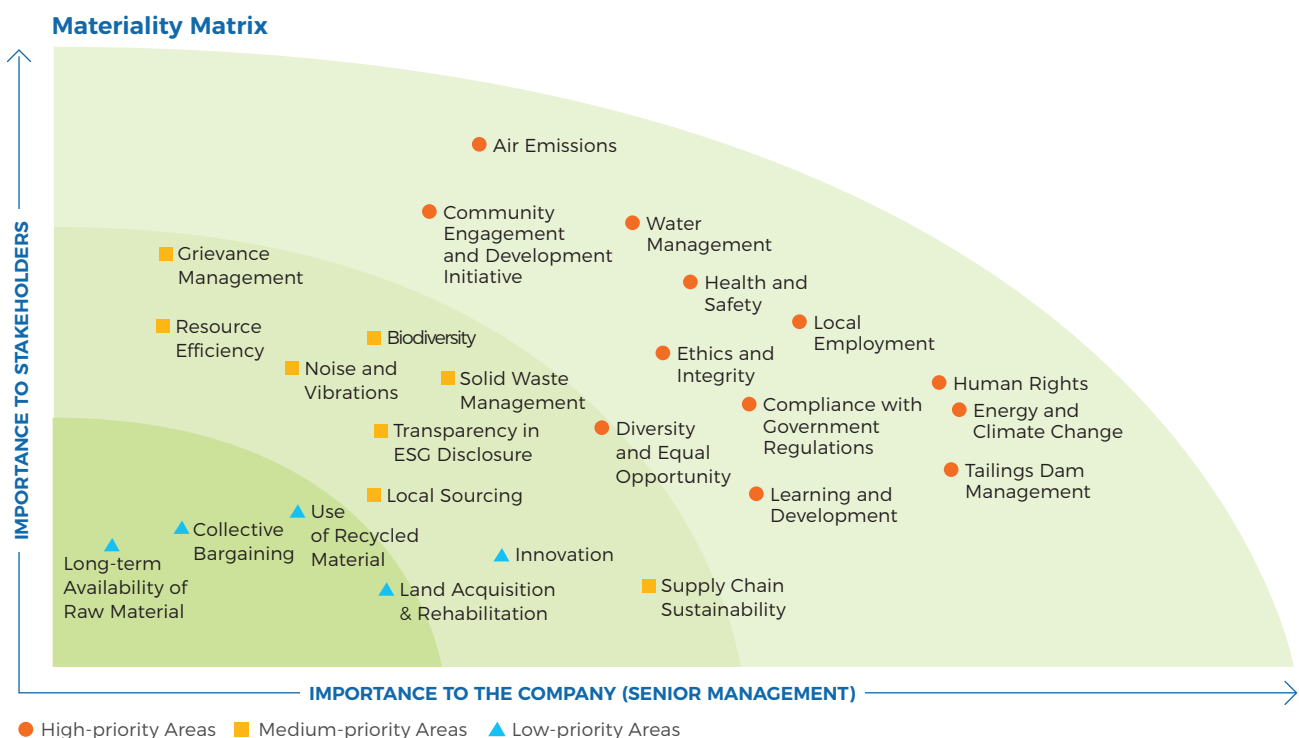 Materiality Matrix
IMPORTANCE TO STAKEHOLDERS
Air Emissions
Community
Engagement
and Development
Initiative
Water
Management
Grievance
Management
Health and
Safety
Resource
Efficiency
Biodiversity
Local
Employment
Noise and
Vibrations
Solid Waste
Management
Ethics and
Integrity
Human Rights
Compliance with
Government
Regulations
Energy and
Climate Change
Transparency in
ESG Disclosure
Diversity
and Equal
Opportunity
Tailings Dam
Management
Local Sourcing
Learning and
Development
Use
of Recycled
Material
Collective
Bargaining
Long-term
Availability of
Raw Material
Innovation
Land Acquisition
& Rehabilitation
Supply Chain
Sustainability
IMPORTANCE TO THE COMPANY (SENIOR MANAGEMENT)
High-priority Areas
Medium-priority Areas
Low-priority Areas